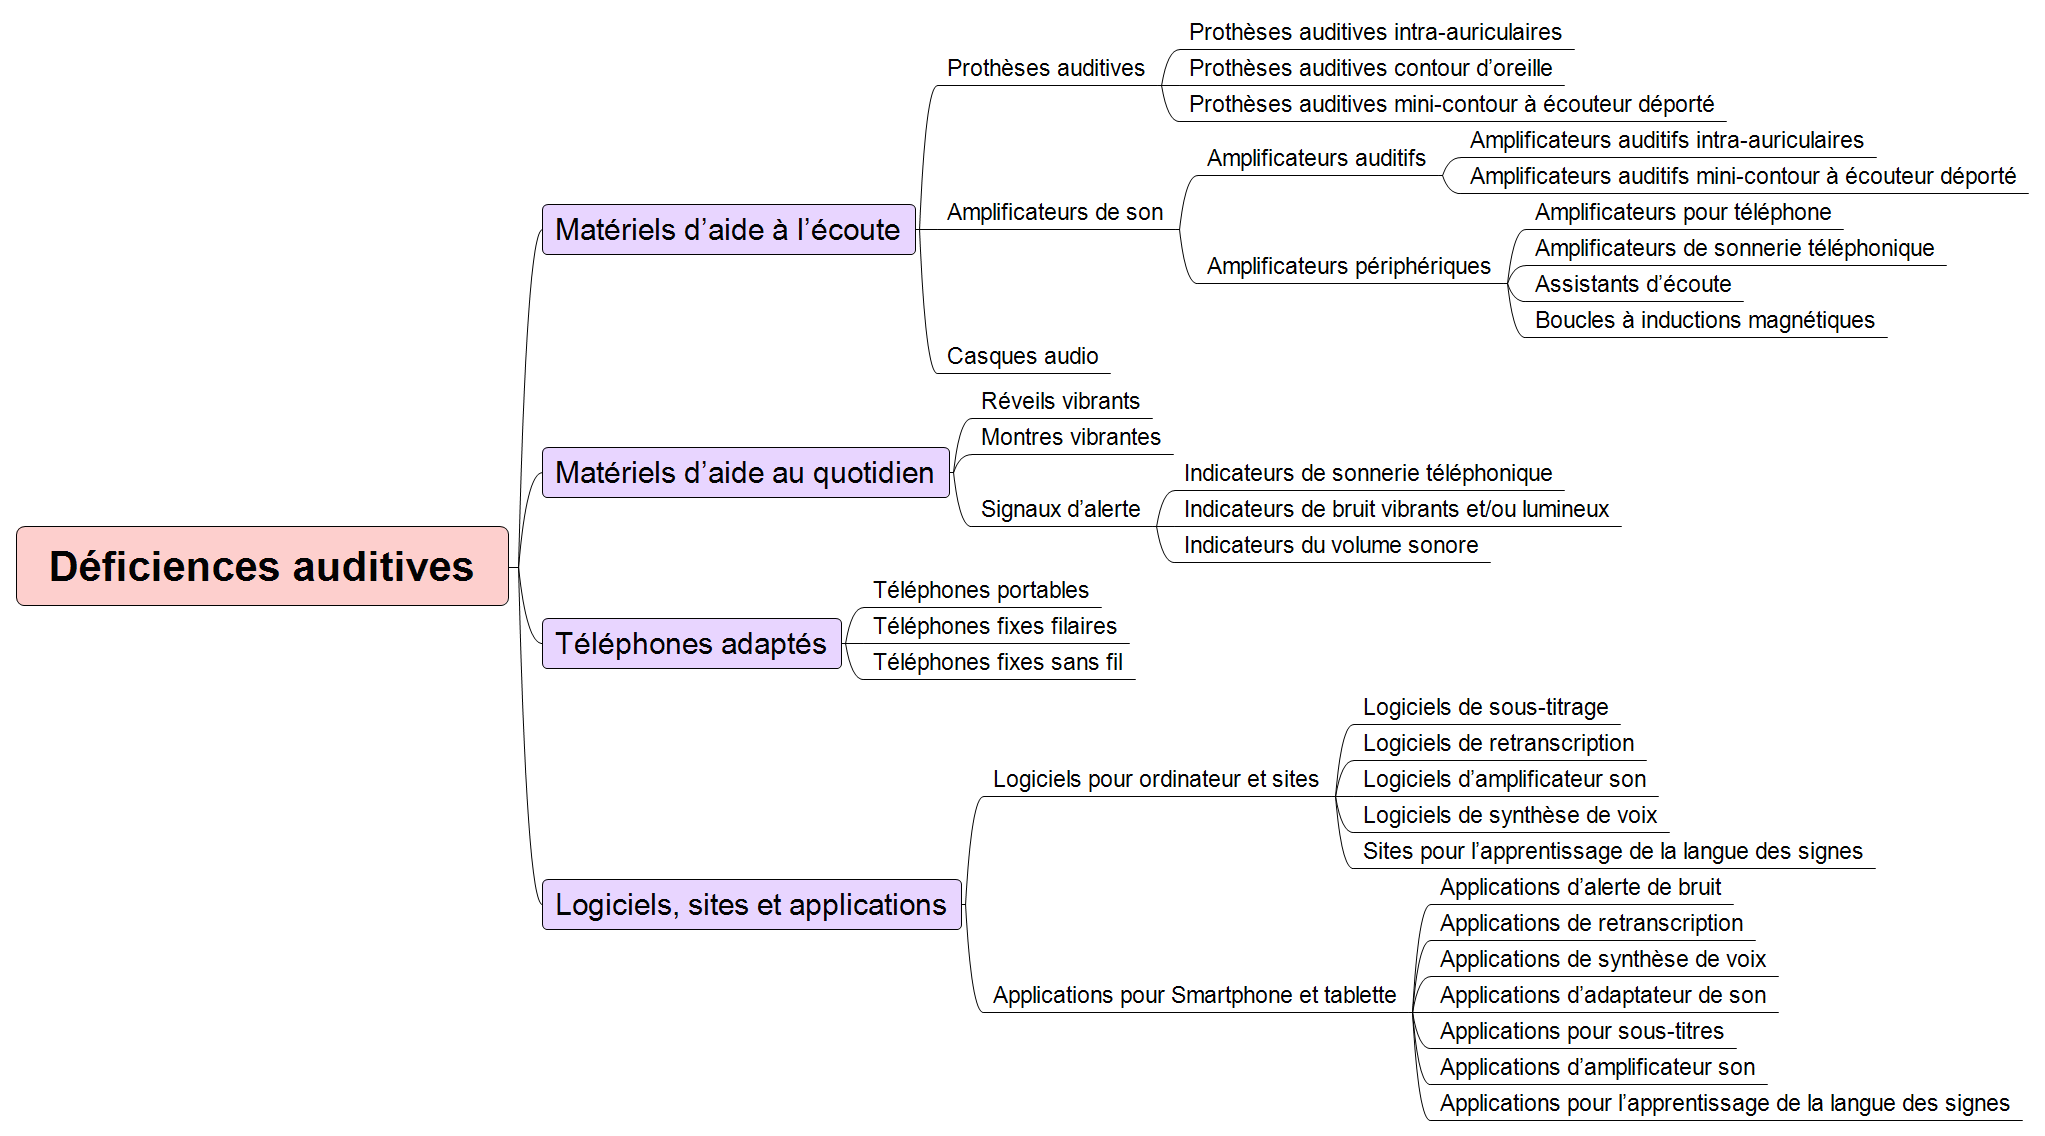 Déficiences auditives
Matériels d’aide à l’écoute
Prothèses auditives
Prothèses auditives intra-auriculaires
Prothèses auditives contour d’oreille
Prothèses auditives mini-contour à écouteur déporté
Amplificateurs de son
Amplificateurs auditifs
Amplificateurs auditifs intra-auriculaires
Amplificateurs auditifs mini-contour à écouteur déporté
Amplificateurs périphériques
Amplificateurs pour téléphone
Amplificateurs de sonnerie téléphonique
Assistants d’écoute
Boucles à inductions magnétiques
Casques audio
Matériels d’aide au quotidien
Réveils vibrants
Montres vibrantes
Signaux d’alerte
Indicateurs de sonnerie téléphonique
Indicateurs de bruit vibrants et/ou lumineux
Indicateurs du volume sonore
Téléphones adaptés
Téléphones portables
Téléphones fixes filaires
Téléphones fixes sans fil
Logiciels, sites et applications
Logiciels pour ordinateur et sites
Logiciels de sous-titrage
Logiciels de retranscription
Logiciels d’amplificateur son
Logiciels de synthèse de voix
Sites pour l’apprentissage de la langue des signes
Applications pour Smartphone et tablette
Applications d’alerte de bruit
Applications de retranscription
Applications de synthèse de voix
Applications d’adaptateur de son
Applications pour sous-titres
Applications d’amplificateur son
Applications pour l’apprentissage de la langue des signes